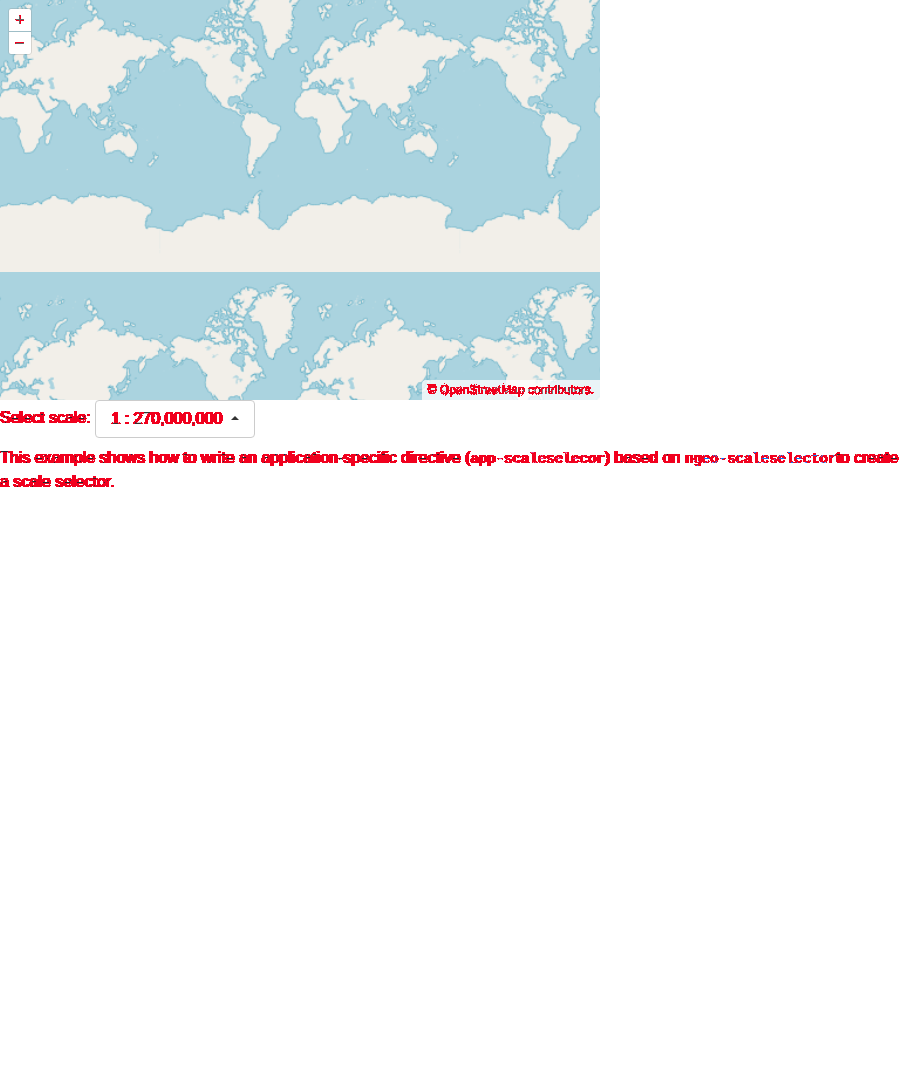 +
−
© OpenStreetMap contributors.
Select scale: 1 : 270,000,000
This example shows how to write an application-specific directive (app-scaleselecor) based on ngeo-scaleselector to create
a scale selector.